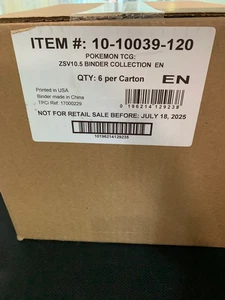 ITEM #: 10-10039-120
POKEMON TCG:
ZSV10.5 BINDER COLLECTION EN
QTY: 6 per Carton
EN
Printed in USA
Binder made in China
TPCi Ref: 17000229
0 196214 129238
NOT FOR RETAIL SALE BEFORE: JULY 18, 2025
10196214129235